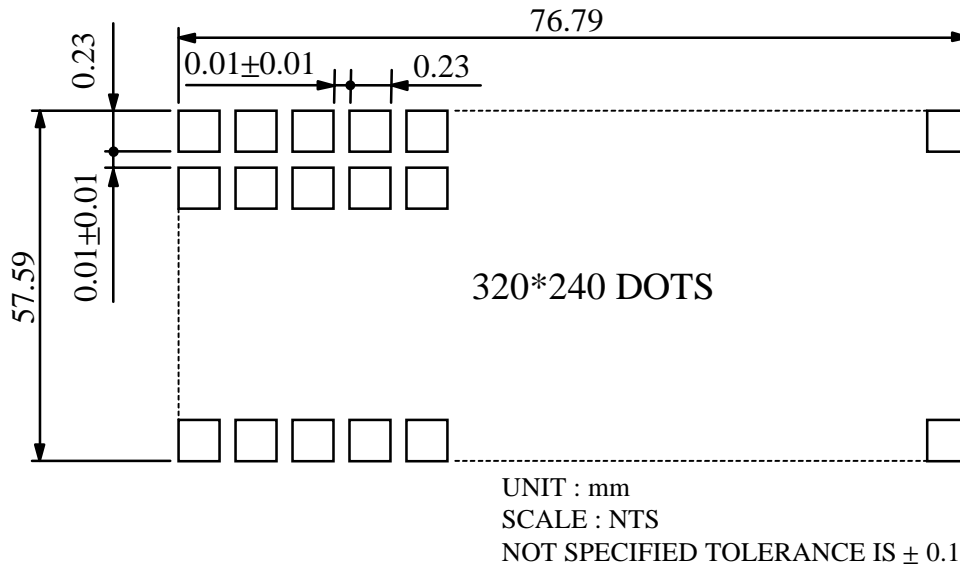 76.79
0.23
0.01±0.01
0.23
0.01±0.01
57.59
320*240 DOTS
UNIT : mm
SCALE : NTS
NOT SPECIFIED TOLERANCE IS ± 0.1